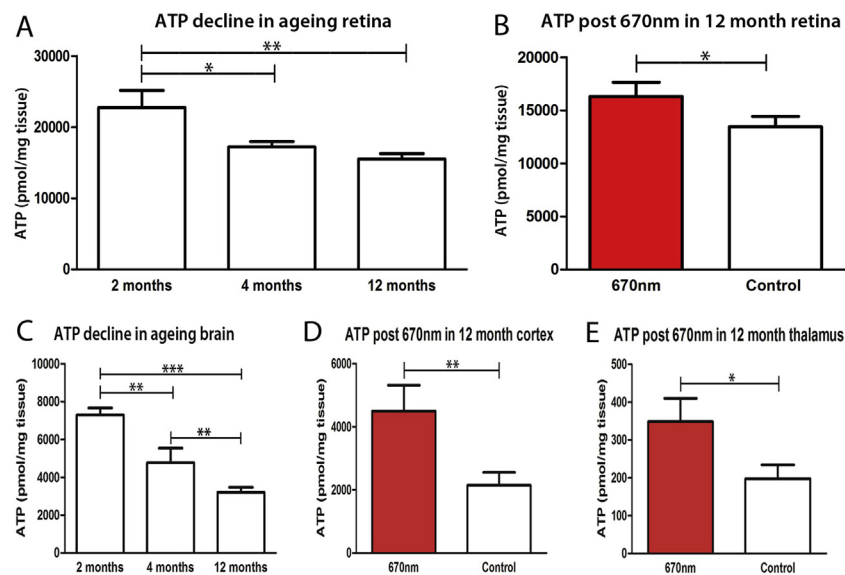 A
ATP decline in ageing retina
ATP (pmol/mg tissue)
30000
20000
10000
0
**
*
2 months
4 months
12 months
B
ATP post 670nm in 12 month retina
ATP (pmol/mg tissue)
20000
15000
10000
5000
0
*
670nm
Control
C
ATP decline in ageing brain
ATP (pmol/mg tissue)
10000
8000
6000
4000
2000
0
***
**
**
2 months
4 months
12 months
D
ATP post 670nm in 12 month cortex
ATP (pmol/mg tissue)
6000
4000
2000
0
**
670nm
Control
E
ATP post 670nm in 12 month thalamus
ATP (pmol/mg tissue)
400
300
200
100
0
*
670nm
Control